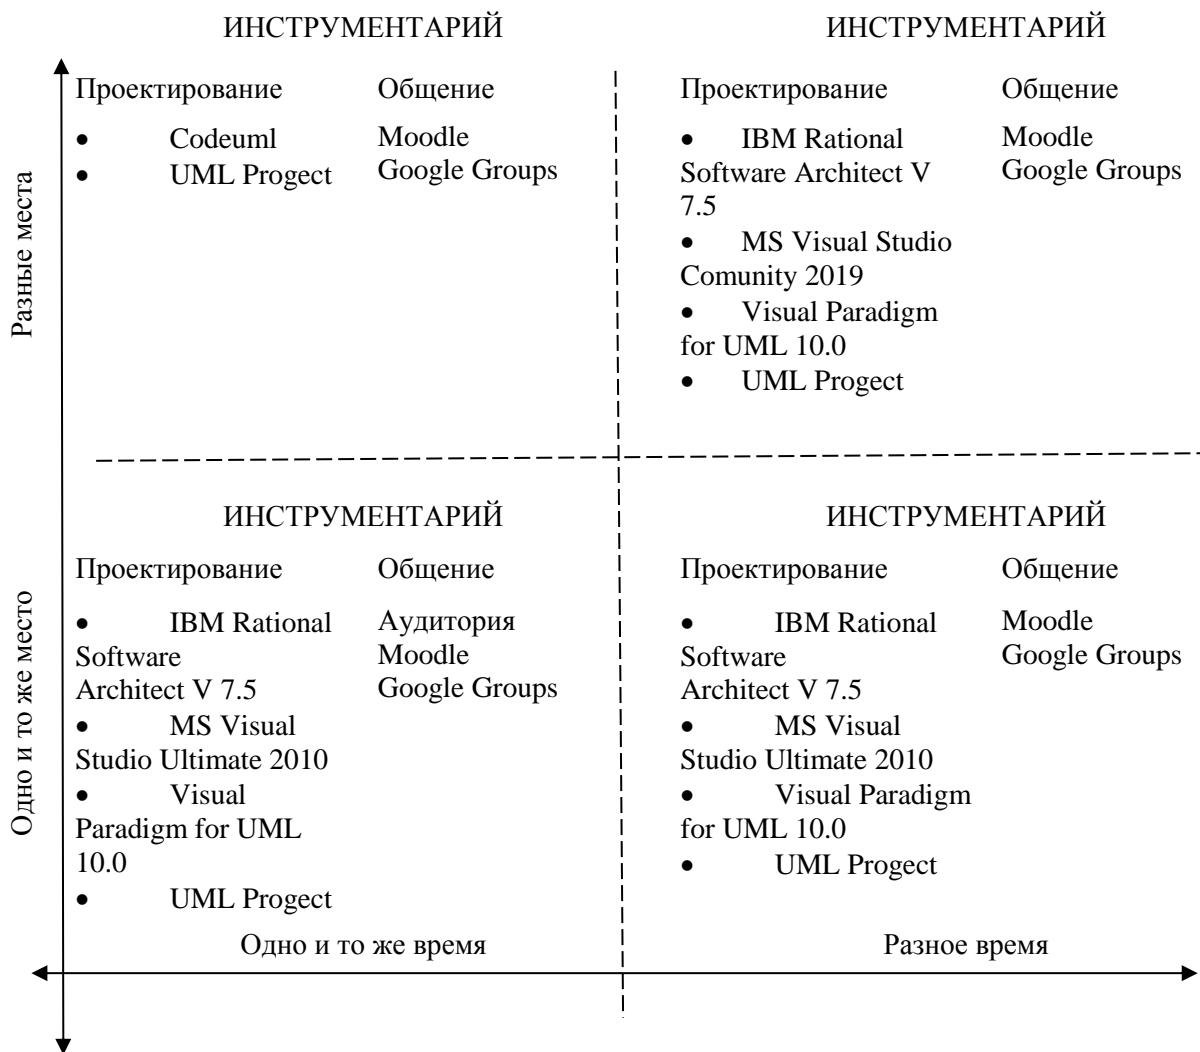 ИНСТРУМЕНТАРИЙ
Проектирование
Общение
• Codeuml
• UML Progect
Moodle
Google Groups
ИНСТРУМЕНТАРИЙ
Проектирование
Общение
• IBM Rational
Software Architect V
7.5
• MS Visual Studio
Comunity 2019
• Visual Paradigm
for UML 10.0
• UML Progect
Moodle
Google Groups
Разные места
ИНСТРУМЕНТАРИЙ
Проектирование
Общение
• IBM Rational
Software
Architect V 7.5
• MS Visual
Studio Ultimate 2010
• Visual
Paradigm for UML
10.0
• UML Progect
Аудитория
Moodle
Google Groups
ИНСТРУМЕНТАРИЙ
Проектирование
Общение
• IBM Rational
Software
Architect V 7.5
• MS Visual
Studio Ultimate 2010
• Visual Paradigm
for UML 10.0
• UML Progect
Moodle
Google Groups
Одно и то же место
Одно и то же время
Разное время